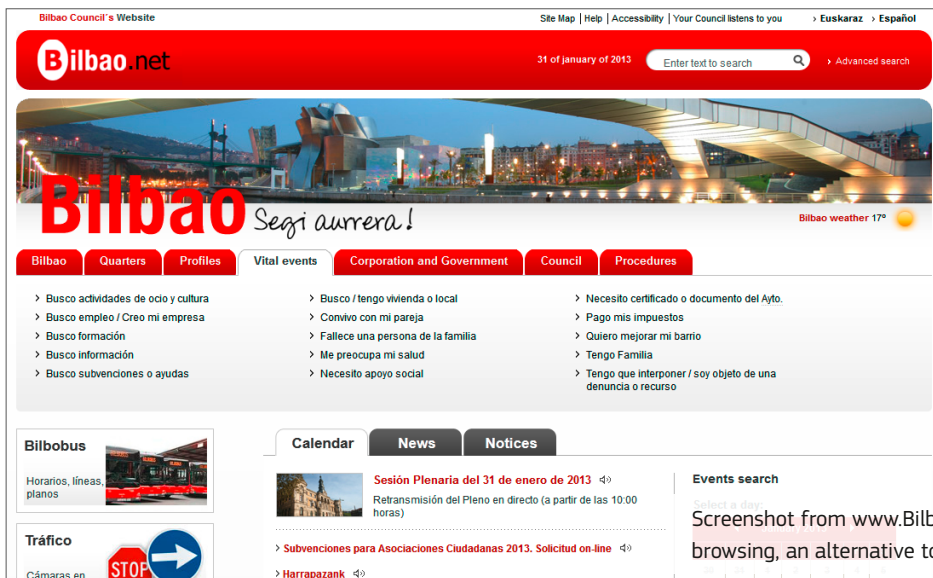 Bilbao Council's Website
Site Map | Help | Accessibility | Your Council listens to you › Euskaraz › Español
Bilbao.net
31 of january of 2013
Enter text to search
› Advanced search
Bilbao Segi aurrera!
Bilbao weather 17º
Bilbao Quarters Profiles Vital events Corporation and Government Council Procedures
› Busco actividades de ocio y cultura
› Busco empleo / Creo mi empresa
› Busco formación
› Busco información
› Busco subvenciones o ayudas
› Busco / tengo vivienda o local
› Convivo con mi pareja
› Fallece una persona de la familia
› Me preocupa mi salud
› Necesito apoyo social
› Necesito certificado o documento del Ayto.
› Pago mis impuestos
› Quiero mejorar mi barrio
› Tengo Familia
› Tengo que interponer / soy objeto de una
denuncia o recurso
Bilbobus
Horarios, líneas,
planos
Tráfico
Cámaras en
STOP
Calendar News Notices
Sesión Plenaria del 31 de enero de 2013
Retransmisión del Pleno en directo (a partir de las 10:00
horas)
› Subvenciones para Asociaciones Ciudadanas 2013. Solicitud on-line
› Harrapazank
Events search
Select a day:
Screenshot from www.Bilb
browsing, an alternative to